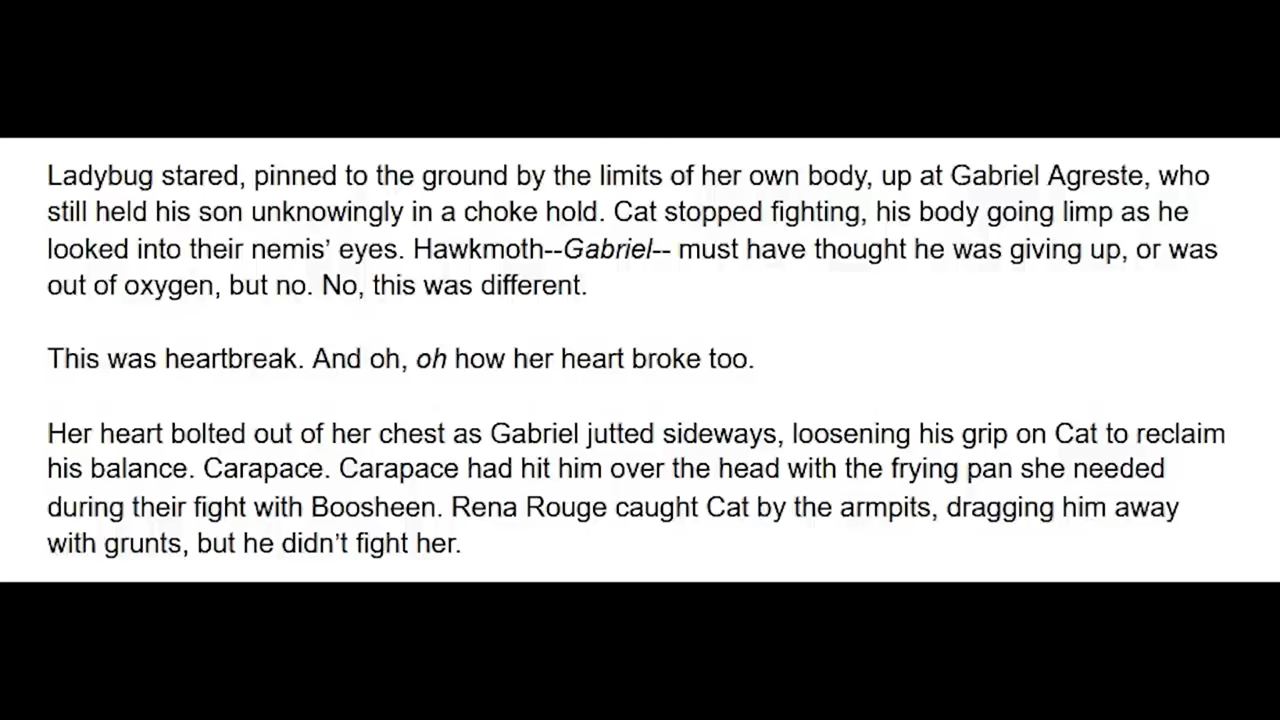 Ladybug stared, pinned to the ground by the limits of her own body, up at Gabriel Agreste, who
still held his son unknowingly in a choke hold. Cat stopped fighting, his body going limp as he
looked into their nemis’ eyes. Hawkmoth--Gabriel-- must have thought he was giving up, or was
out of oxygen, but no. No, this was different.
This was heartbreak. And oh, oh how her heart broke too.
Her heart bolted out of her chest as Gabriel jutted sideways, loosening his grip on Cat to reclaim
his balance. Carapace. Carapace had hit him over the head with the frying pan she needed
during their fight with Boosheen. Rena Rouge caught Cat by the armpits, dragging him away
with grunts, but he didn’t fight her.